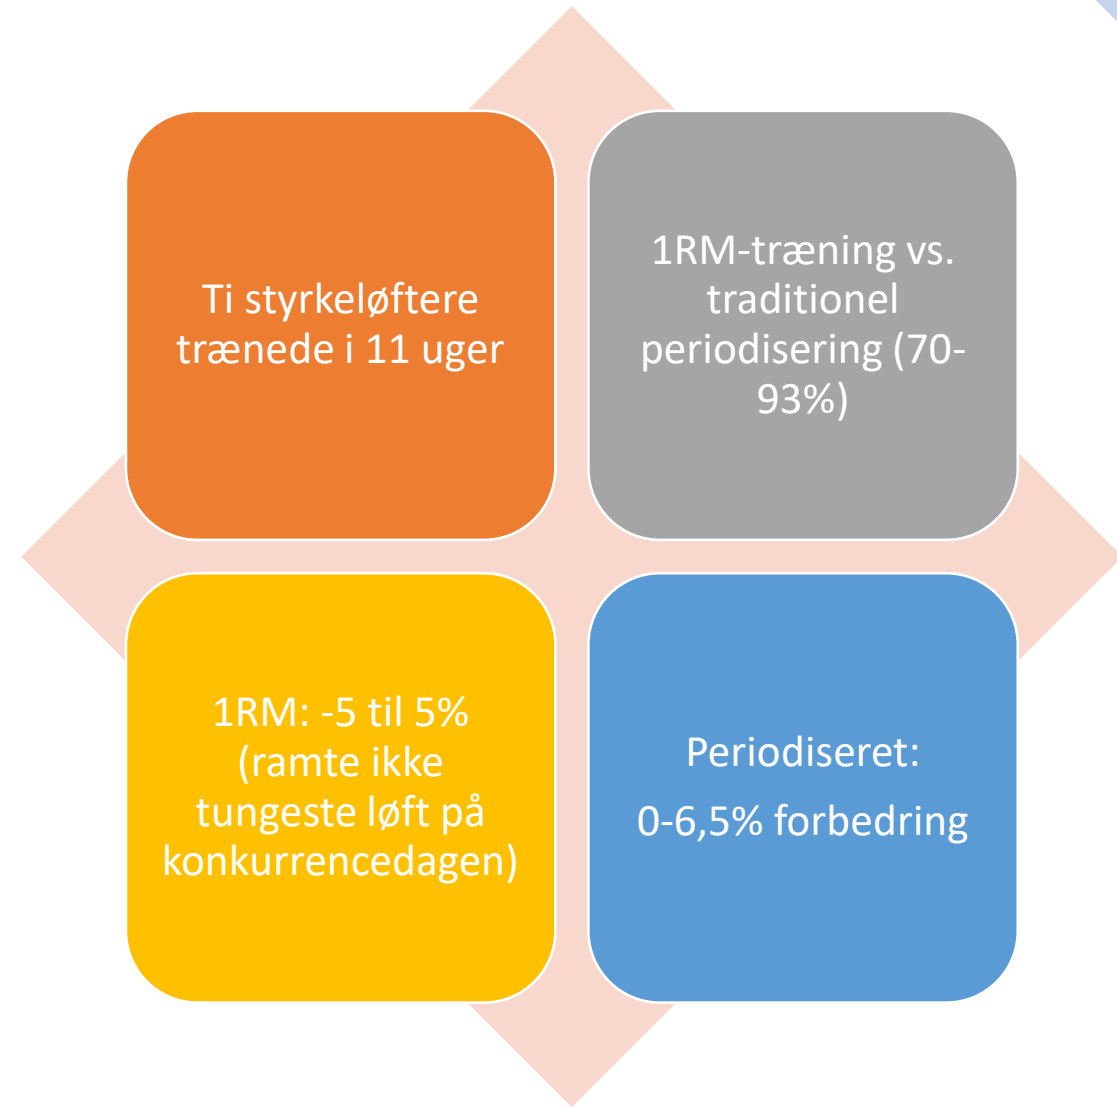 Ti styrkeløftere
trænede i 11 uger
1RM-træning vs.
traditionel
periodisering (70-
93%)
1RM: -5 til 5%
(ramte ikke
tungeste løft på
konkurrencedagen)
Periodiseret:
0-6,5% forbedring